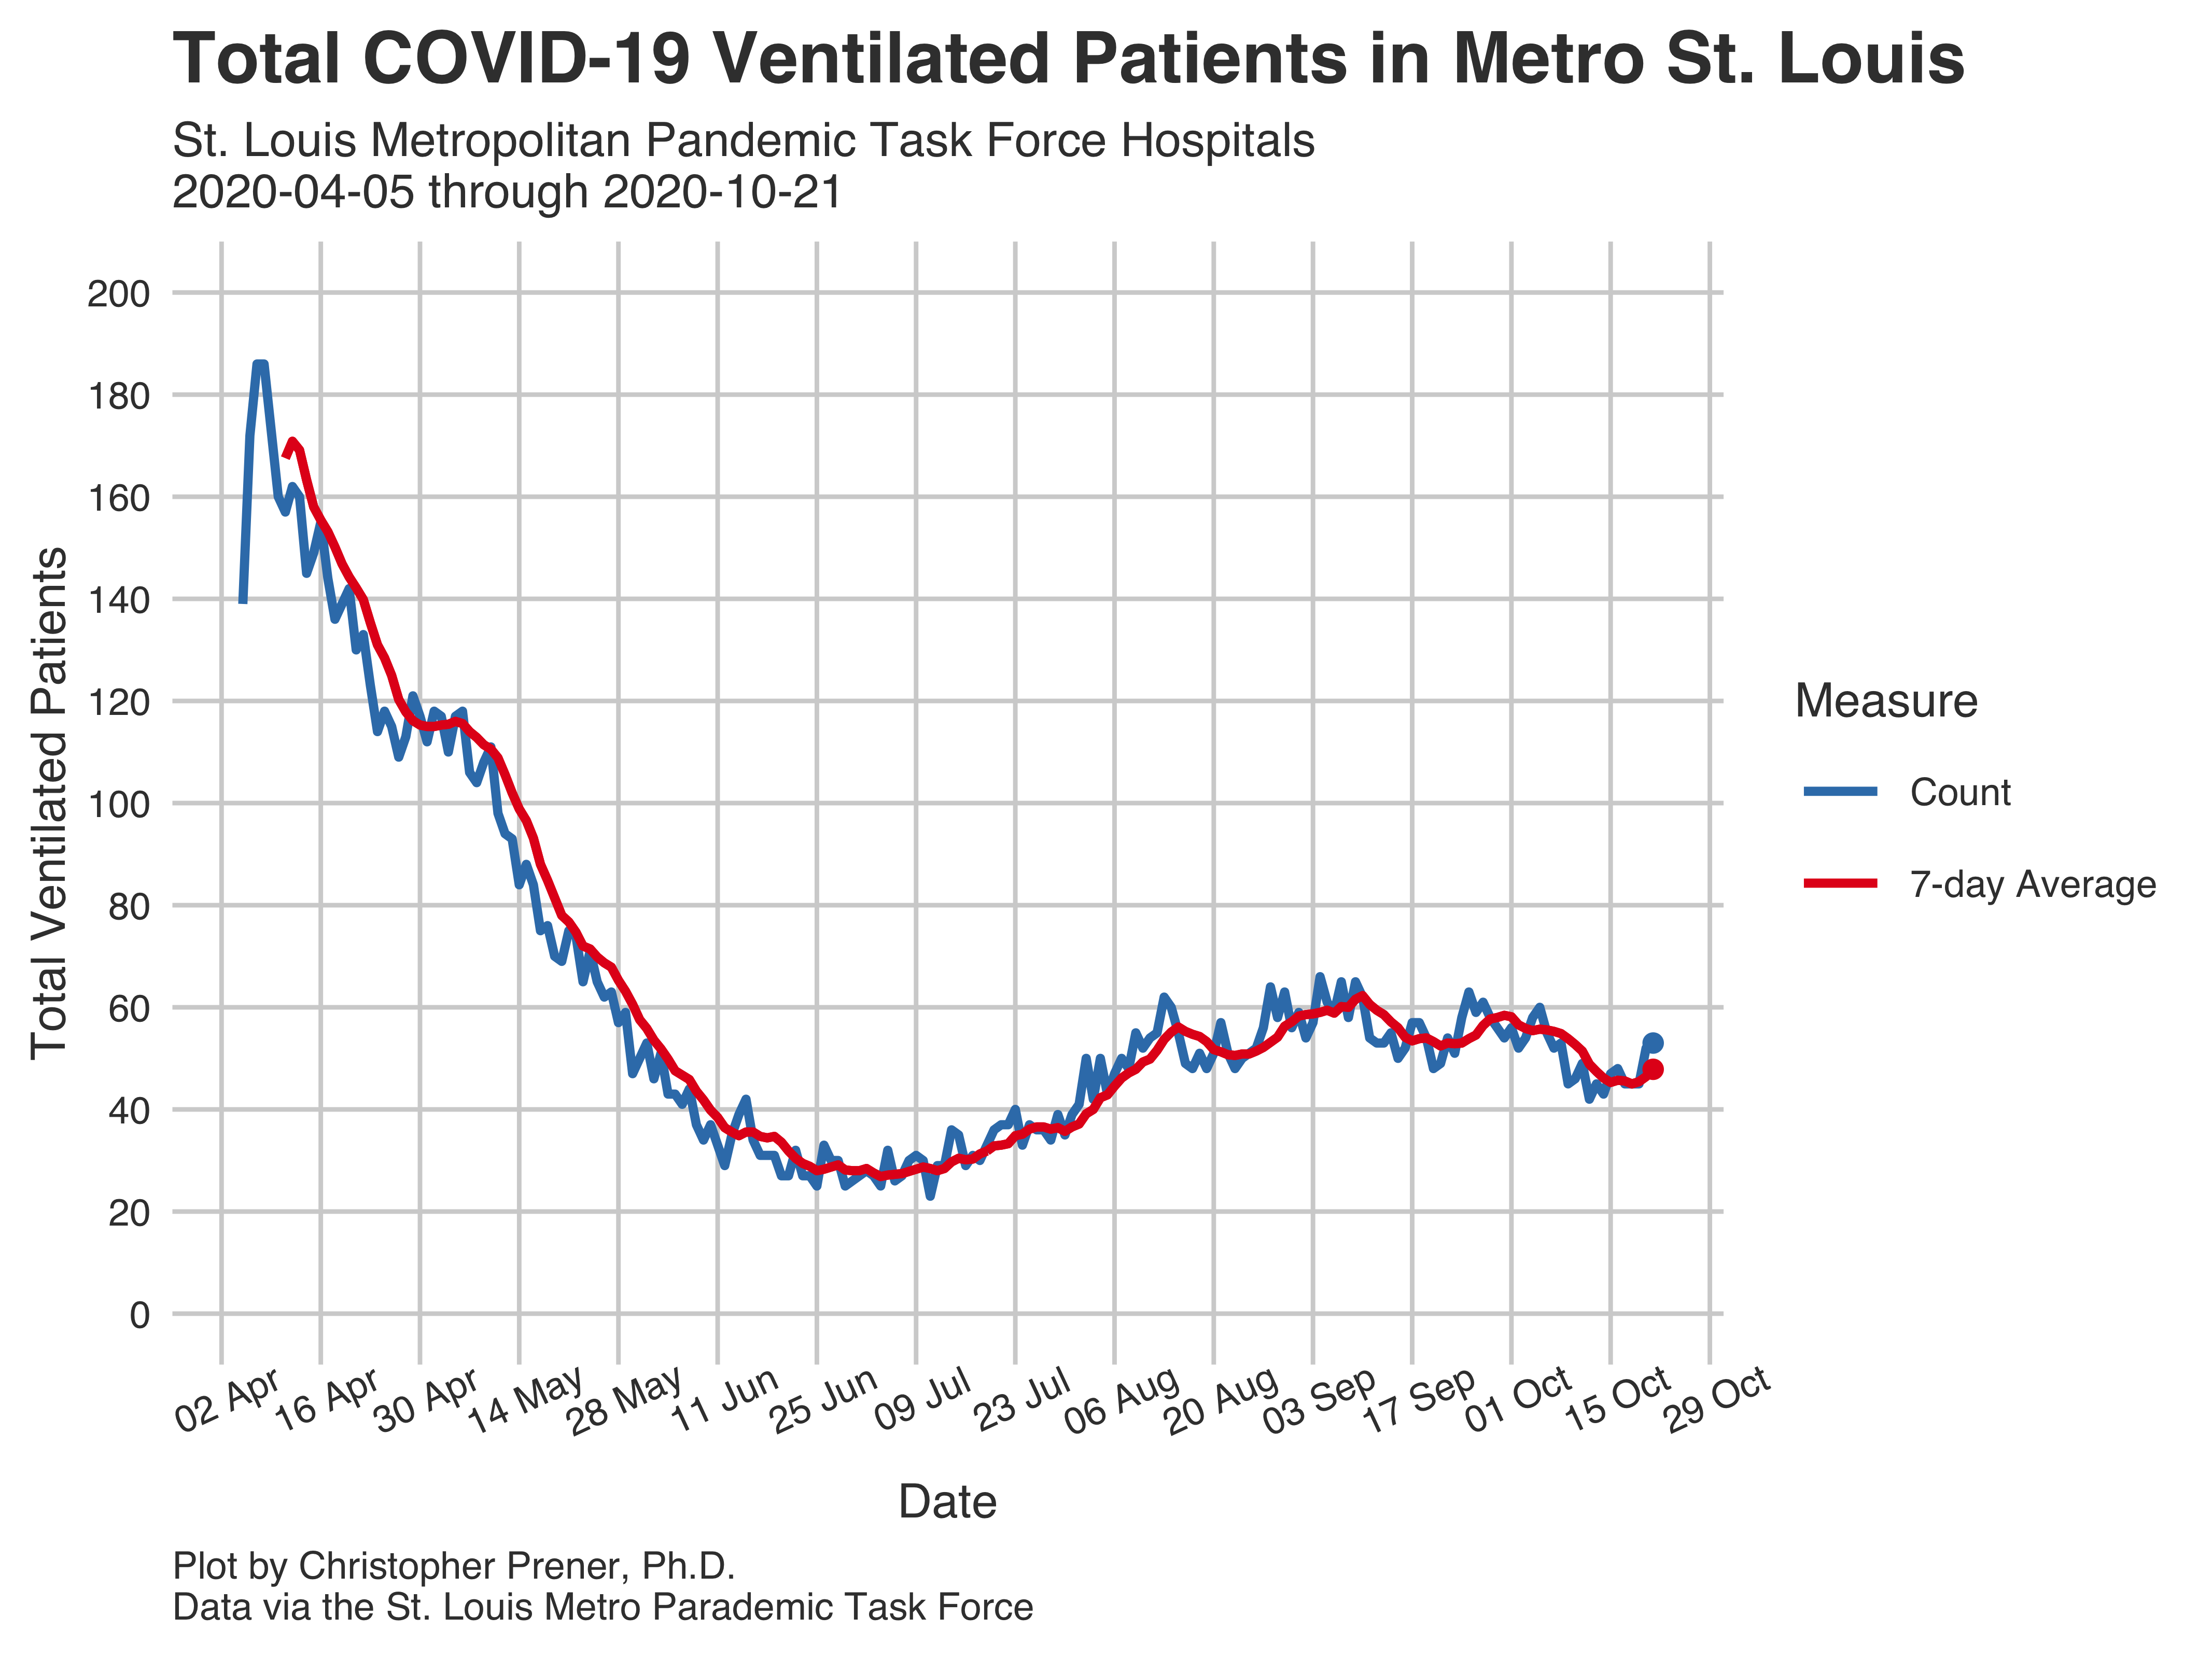 Total COVID-19 Ventilated Patients in Metro St. Louis
St. Louis Metropolitan Pandemic Task Force Hospitals
2020-04-05 through 2020-10-21
Total Ventilated Patients
200
180
160
140
120
100
80
60
40
20
0
02 Apr
16 Apr
30 Apr
14 May
28 May
11 Jun
25 Jun
09 Jul
23 Jul
06 Aug
20 Aug
03 Sep
17 Sep
01 Oct
15 Oct
29 Oct
Date
Measure
Count
7-day Average
Plot by Christopher Prener, Ph.D.
Data via the St. Louis Metro Parademic Task Force